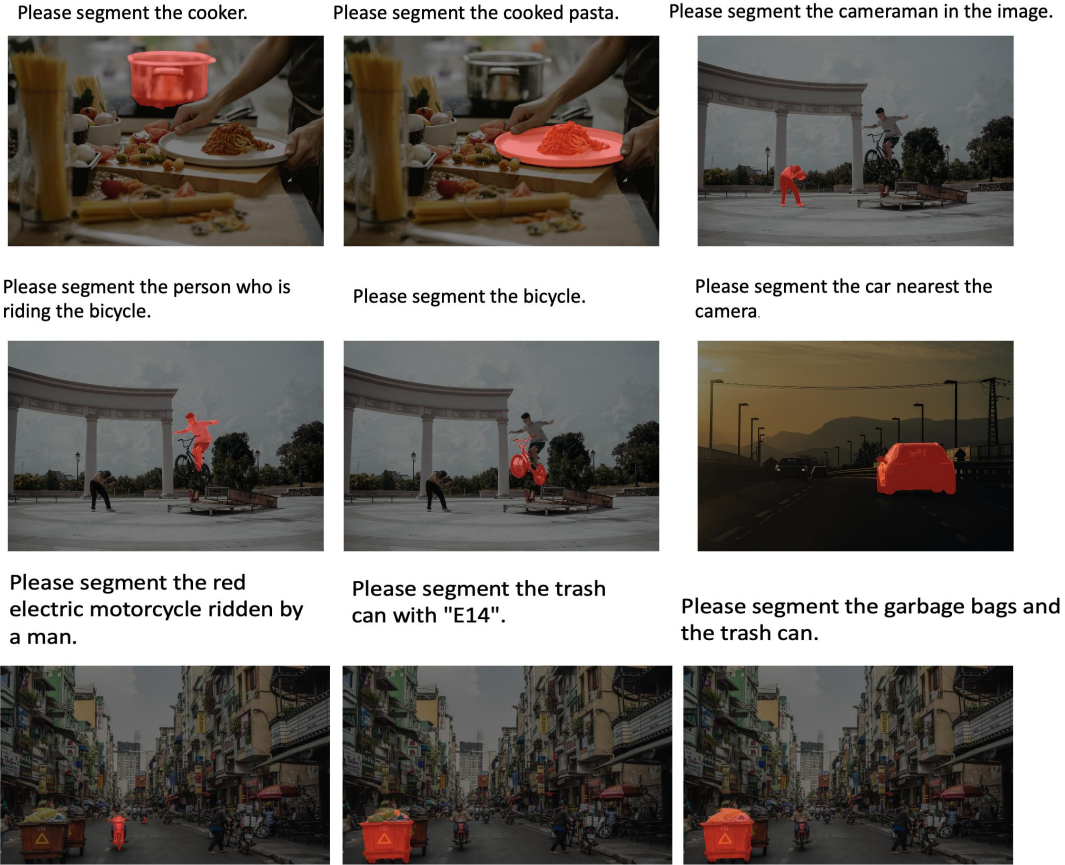 Please segment the cooker.
Please segment the cooked pasta.
Please segment the cameraman in the image.
Please segment the person who is
riding the bicycle.
Please segment the bicycle.
Please segment the car nearest the
camera.
Please segment the red
electric motorcycle ridden by
a man.
Please segment the trash
can with "E14".
Please segment the garbage bags and
the trash can.